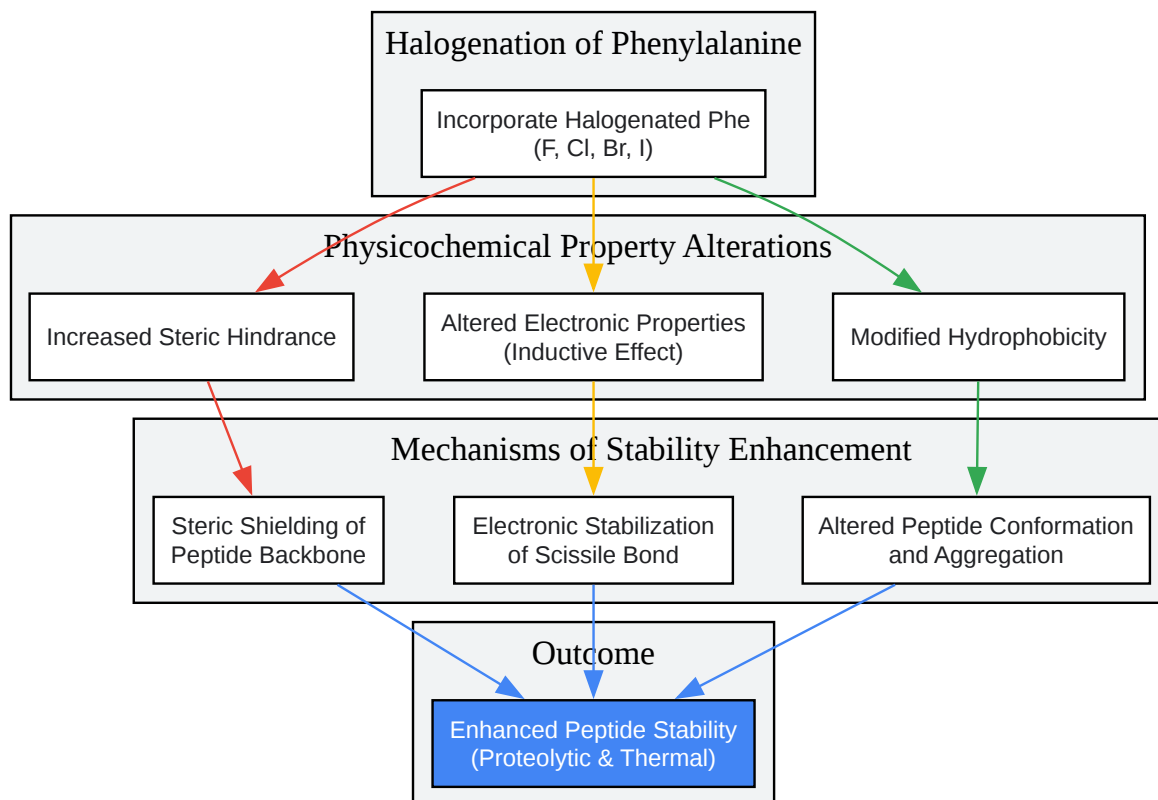 Halogenation of Phenylalanine
Incorporate Halogenated Phe
(F, Cl, Br, I)
Physicochemical Property Alterations
Increased Steric Hindrance
Altered Electronic Properties
(Inductive Effect)
Modified Hydrophobicity
Mechanisms of Stability Enhancement
Steric Shielding of
Peptide Backbone
Electronic Stabilization
of Scissile Bond
Altered Peptide Conformation
and Aggregation
Outcome
Enhanced Peptide Stability
(Proteolytic & Thermal)